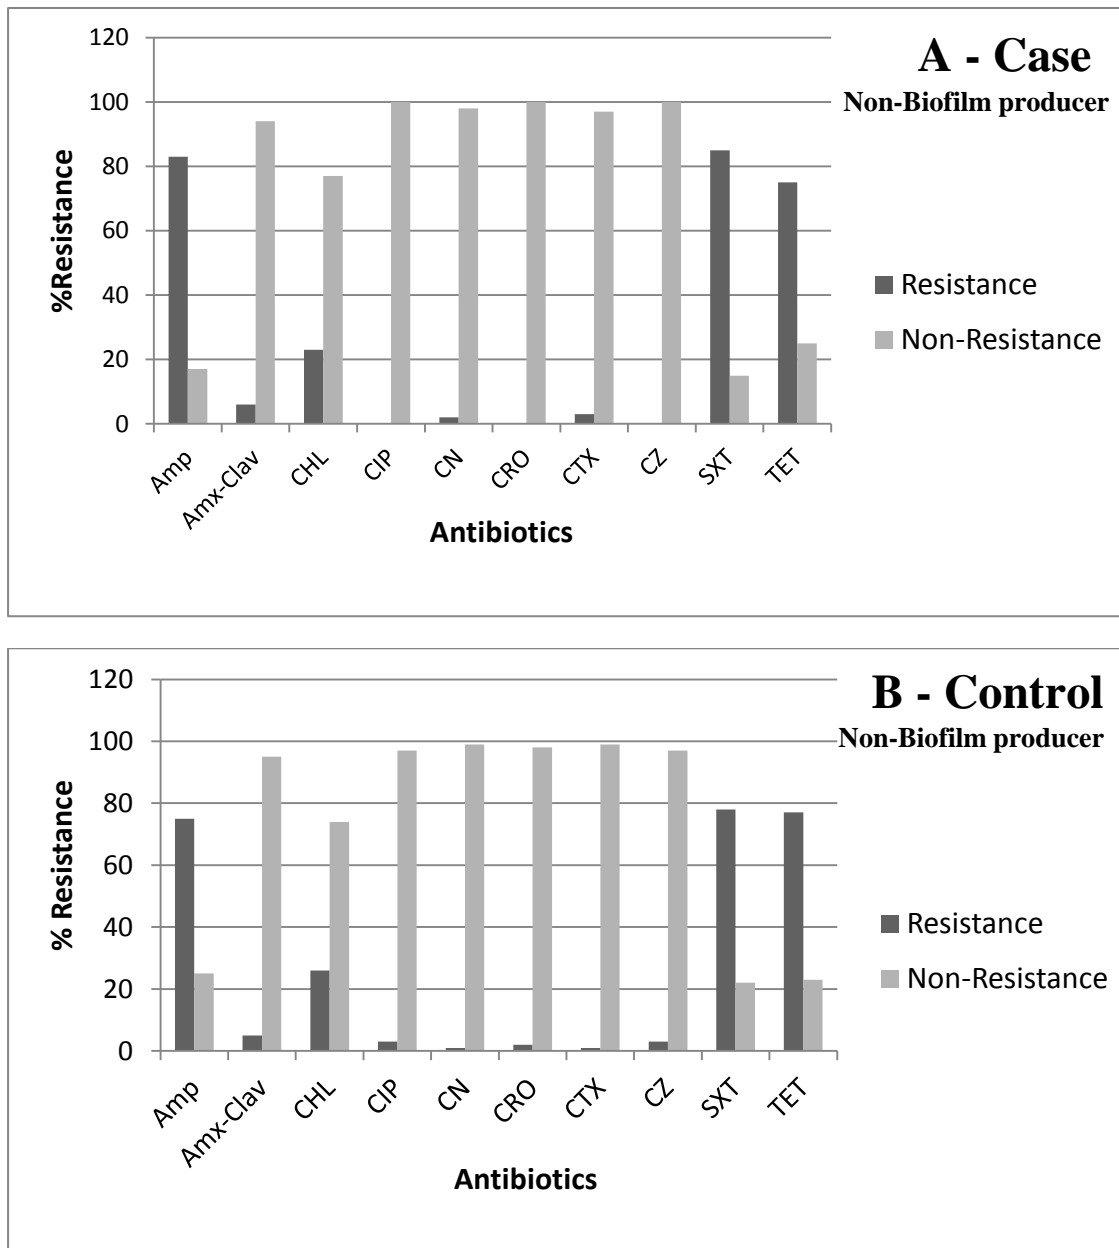 A - Case
Non-Biofilm producer
%Resistance
120
100
80
60
40
20
0
Amp
Amx-Clav
CHL
CIP
CN
CRO
CTX
CZ
SXT
TET
Antibiotics
Resistance
Non-Resistance
B - Control
Non-Biofilm producer
% Resistance
120
100
80
60
40
20
0
Amp
Amx-Clav
CHL
CIP
CN
CRO
CTX
CZ
SXT
TET
Antibiotics
Resistance
Non-Resistance